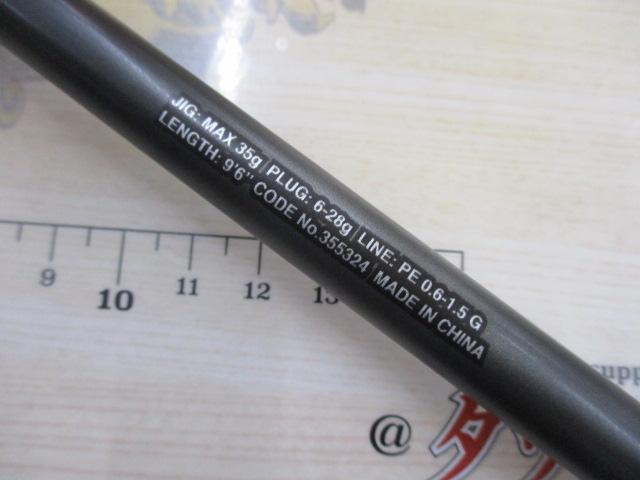 JIG: MAX 35g | PLUG: 6-28g | LINE: PE 0.6-1.5 G
LENGTH: 9'6" CODE No.355324 | MADE IN CHINA
9 10 11 12 13
@